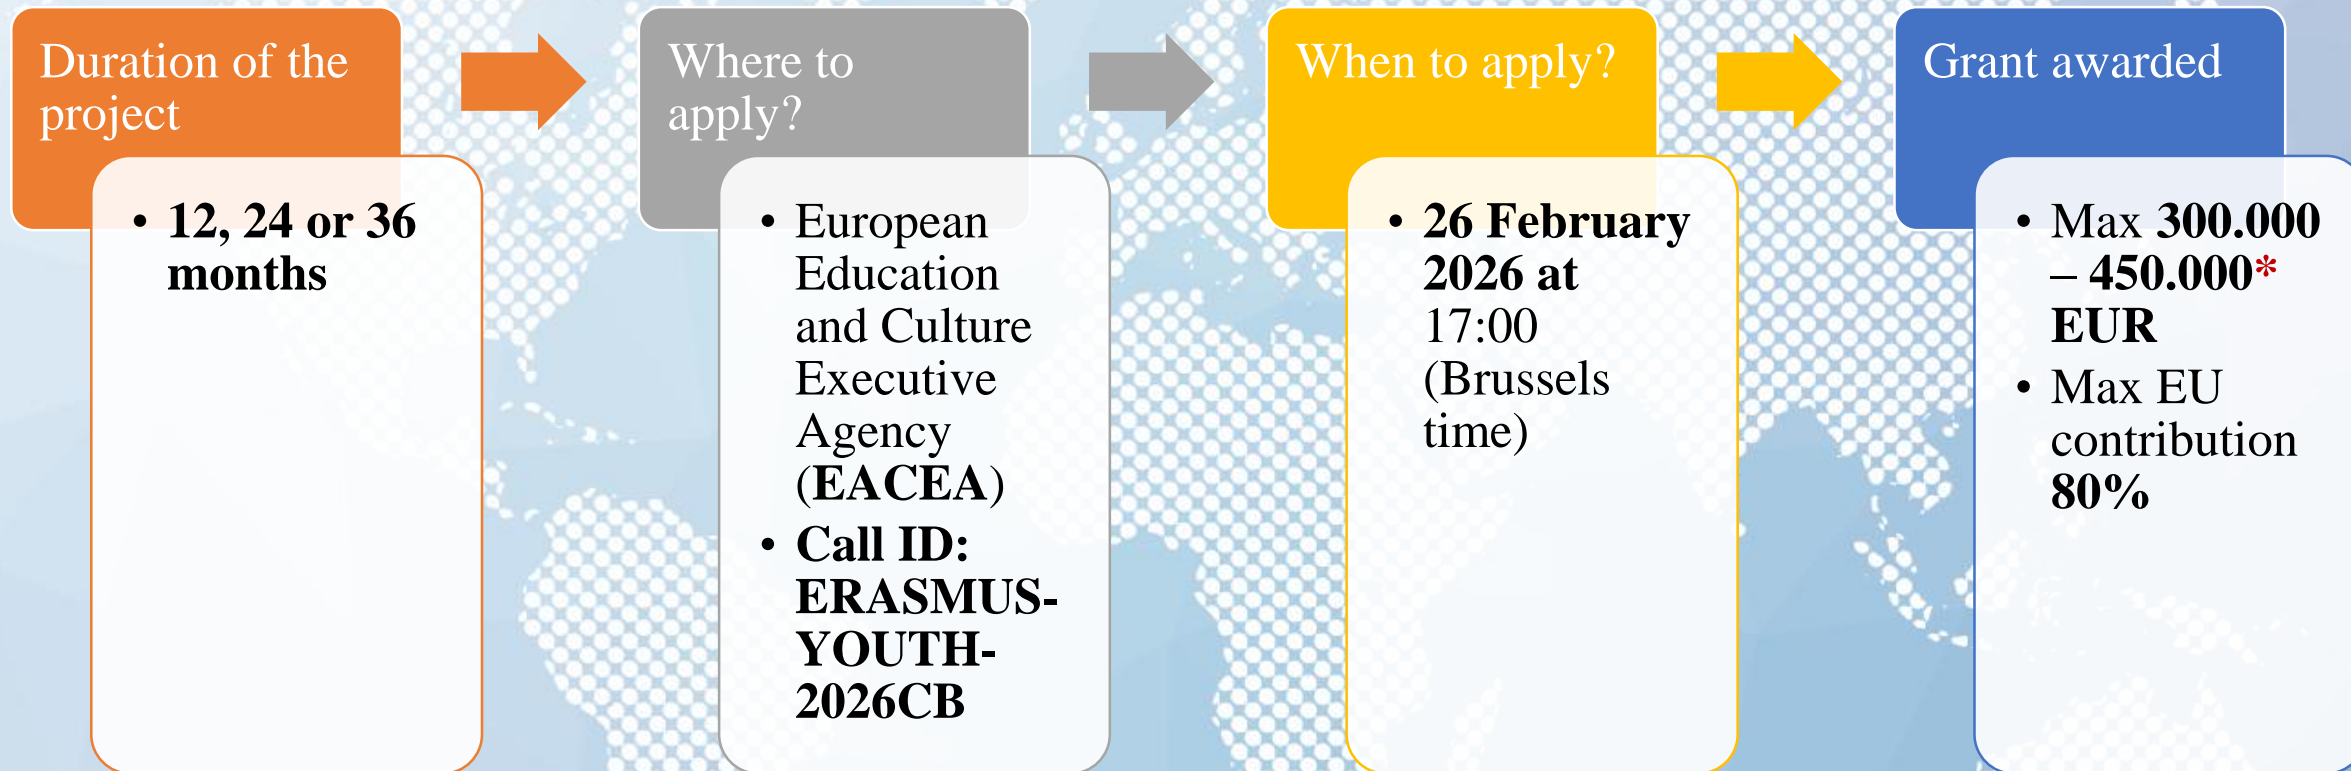 Duration of the
project
• 12, 24 or 36
months
Where to
apply?
• European
Education
and Culture
Executive
Agency
(EACEA)
• Call ID:
ERASMUS-
YOUTH-
2026CB
When to apply?
• 26 February
2026 at
17:00
(Brussels
time)
Grant awarded
• Max 300.000
– 450.000*
EUR
• Max EU
contribution
80%